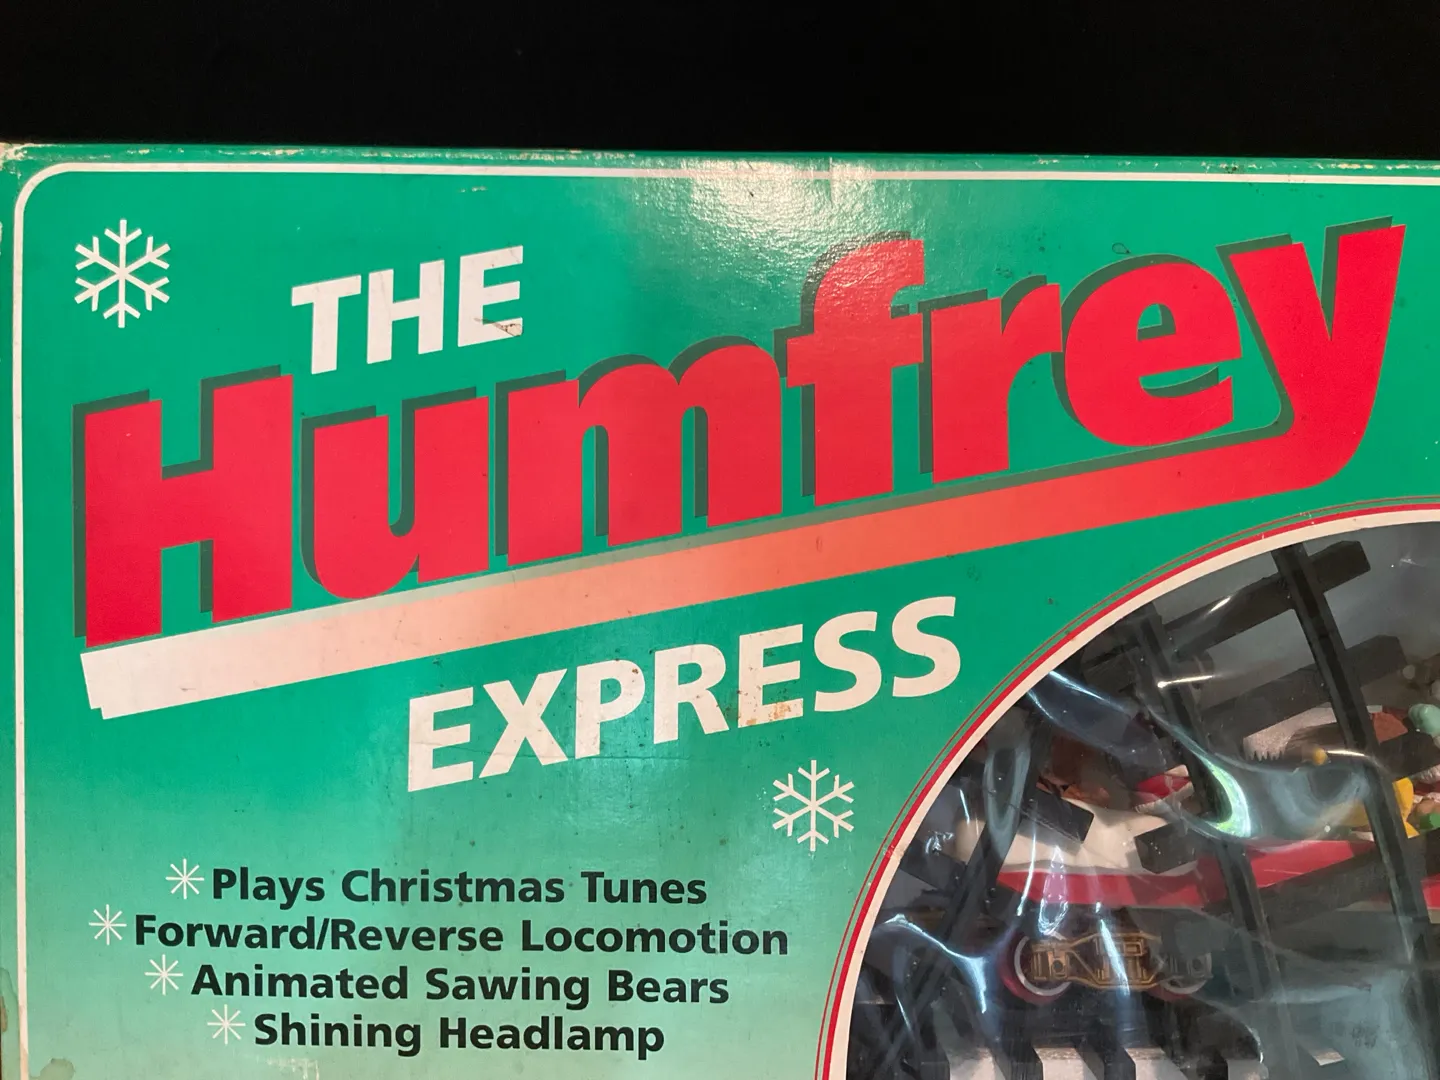 THE
Humfrey
EXPRESS
Plays Christmas Tunes
Forward/Reverse Locomotion
Animated Sawing Bears
Shining Headlamp